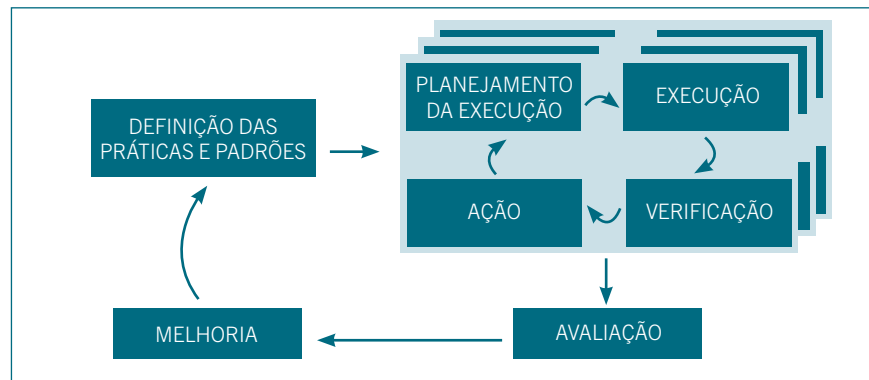 PLANEJAMENTO
DA EXECUÇÃO
EXECUÇÃO
DEFINIÇÃO DAS
PRÁTICAS E PADRÕES
AÇÃO
VERIFICAÇÃO
MELHORIA
AVALIAÇÃO